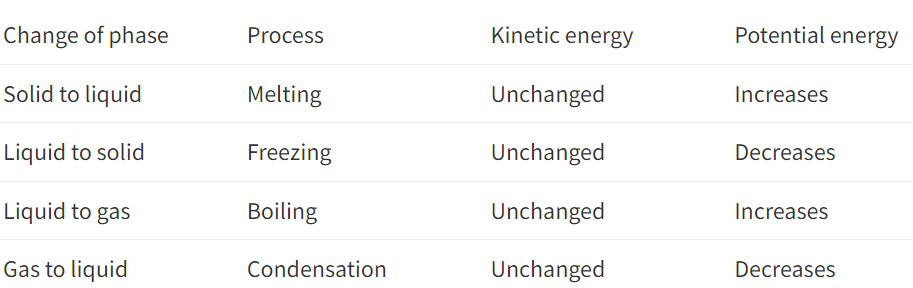 Change of phase Process Kinetic energy Potential energy
Solid to liquid Melting Unchanged Increases
Liquid to solid Freezing Unchanged Decreases
Liquid to gas Boiling Unchanged Increases
Gas to liquid Condensation Unchanged Decreases